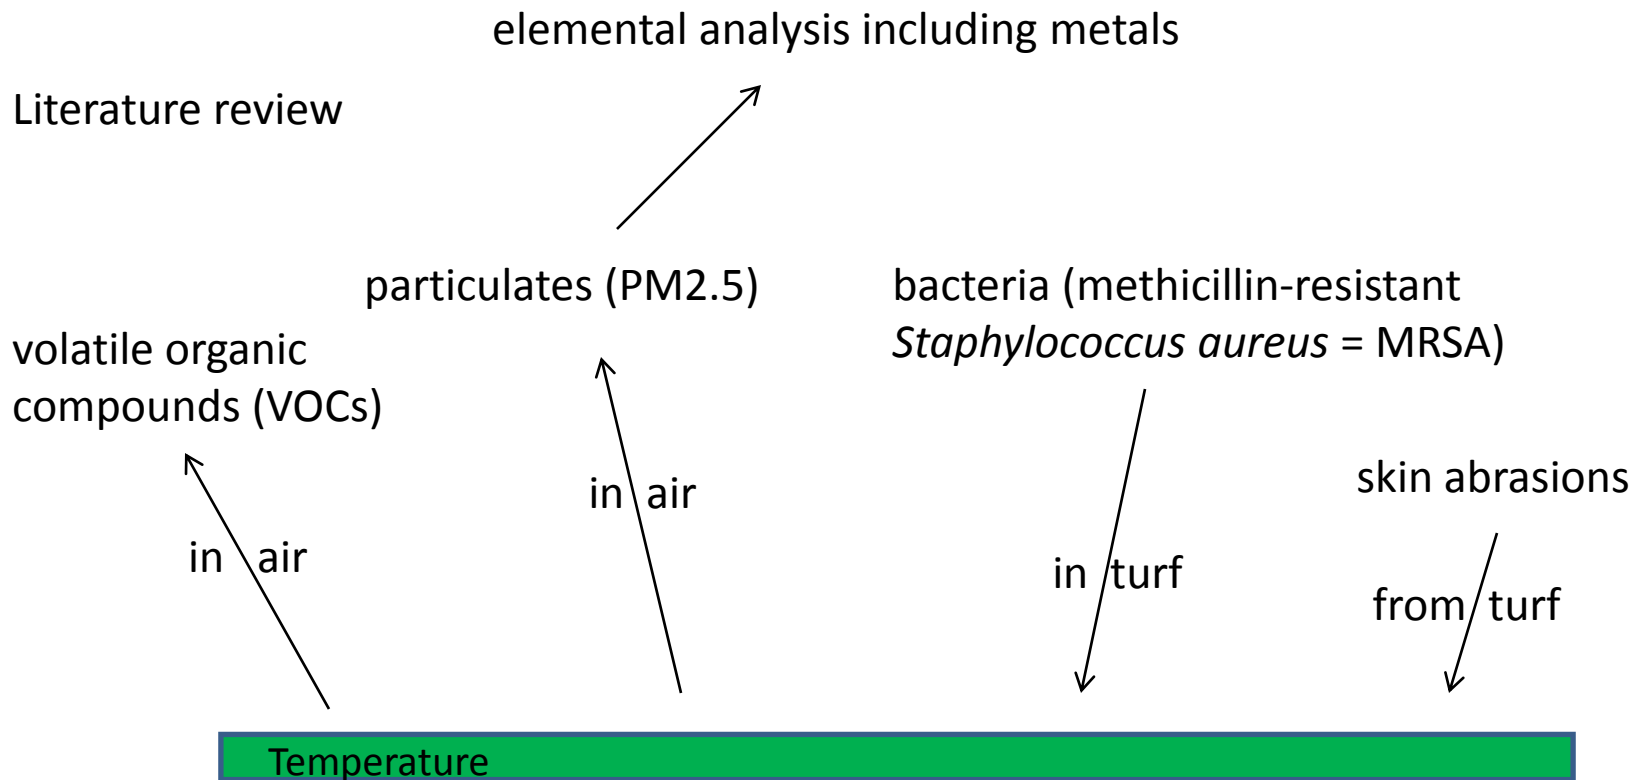 elemental analysis including metals
Literature review
particulates (PM2.5)
bacteria (methicillin-resistant
Staphylococcus aureus = MRSA)
volatile organic
compounds (VOCs)
in air
in air
in turf
skin abrasions
from turf
Temperature